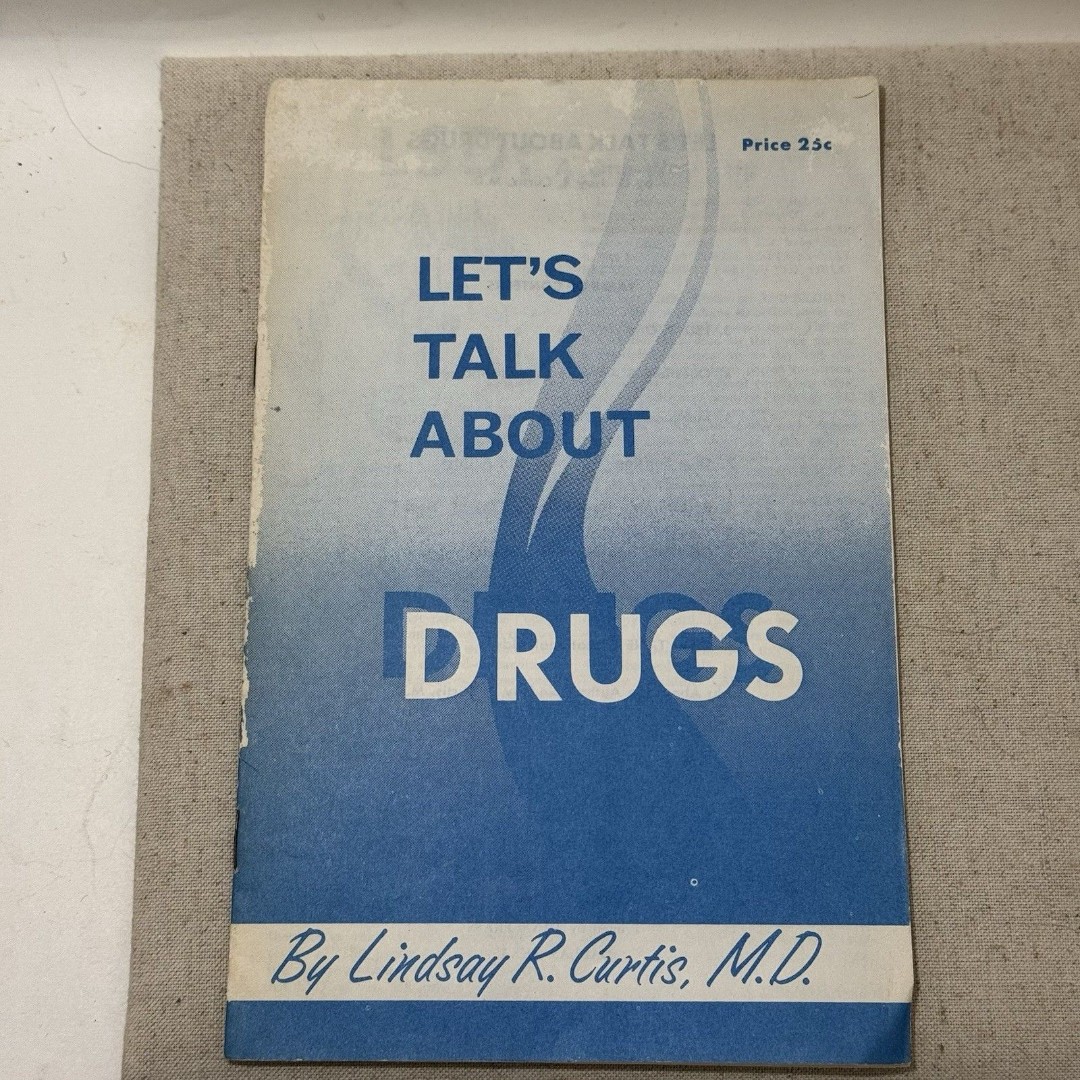 Price 25c
LET'S
TALK
ABOUT
DRUGS
By Lindsay R. Curtis, M.D.